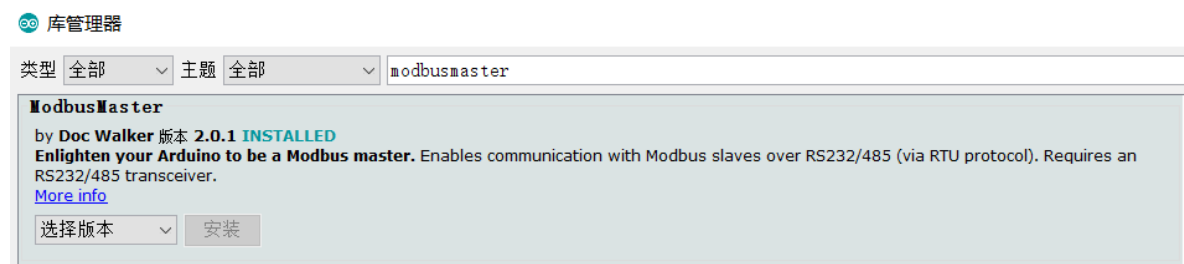 库管理器
类型 全部 主题 全部 modbusmaster
ModbusMaster
by Doc Walker 版本 2.0.1 INSTALLED
Enlighten your Arduino to be a Modbus master. Enables communication with Modbus slaves over RS232/485 (via RTU protocol). Requires an
RS232/485 transceiver.
More info
选择版本 安装